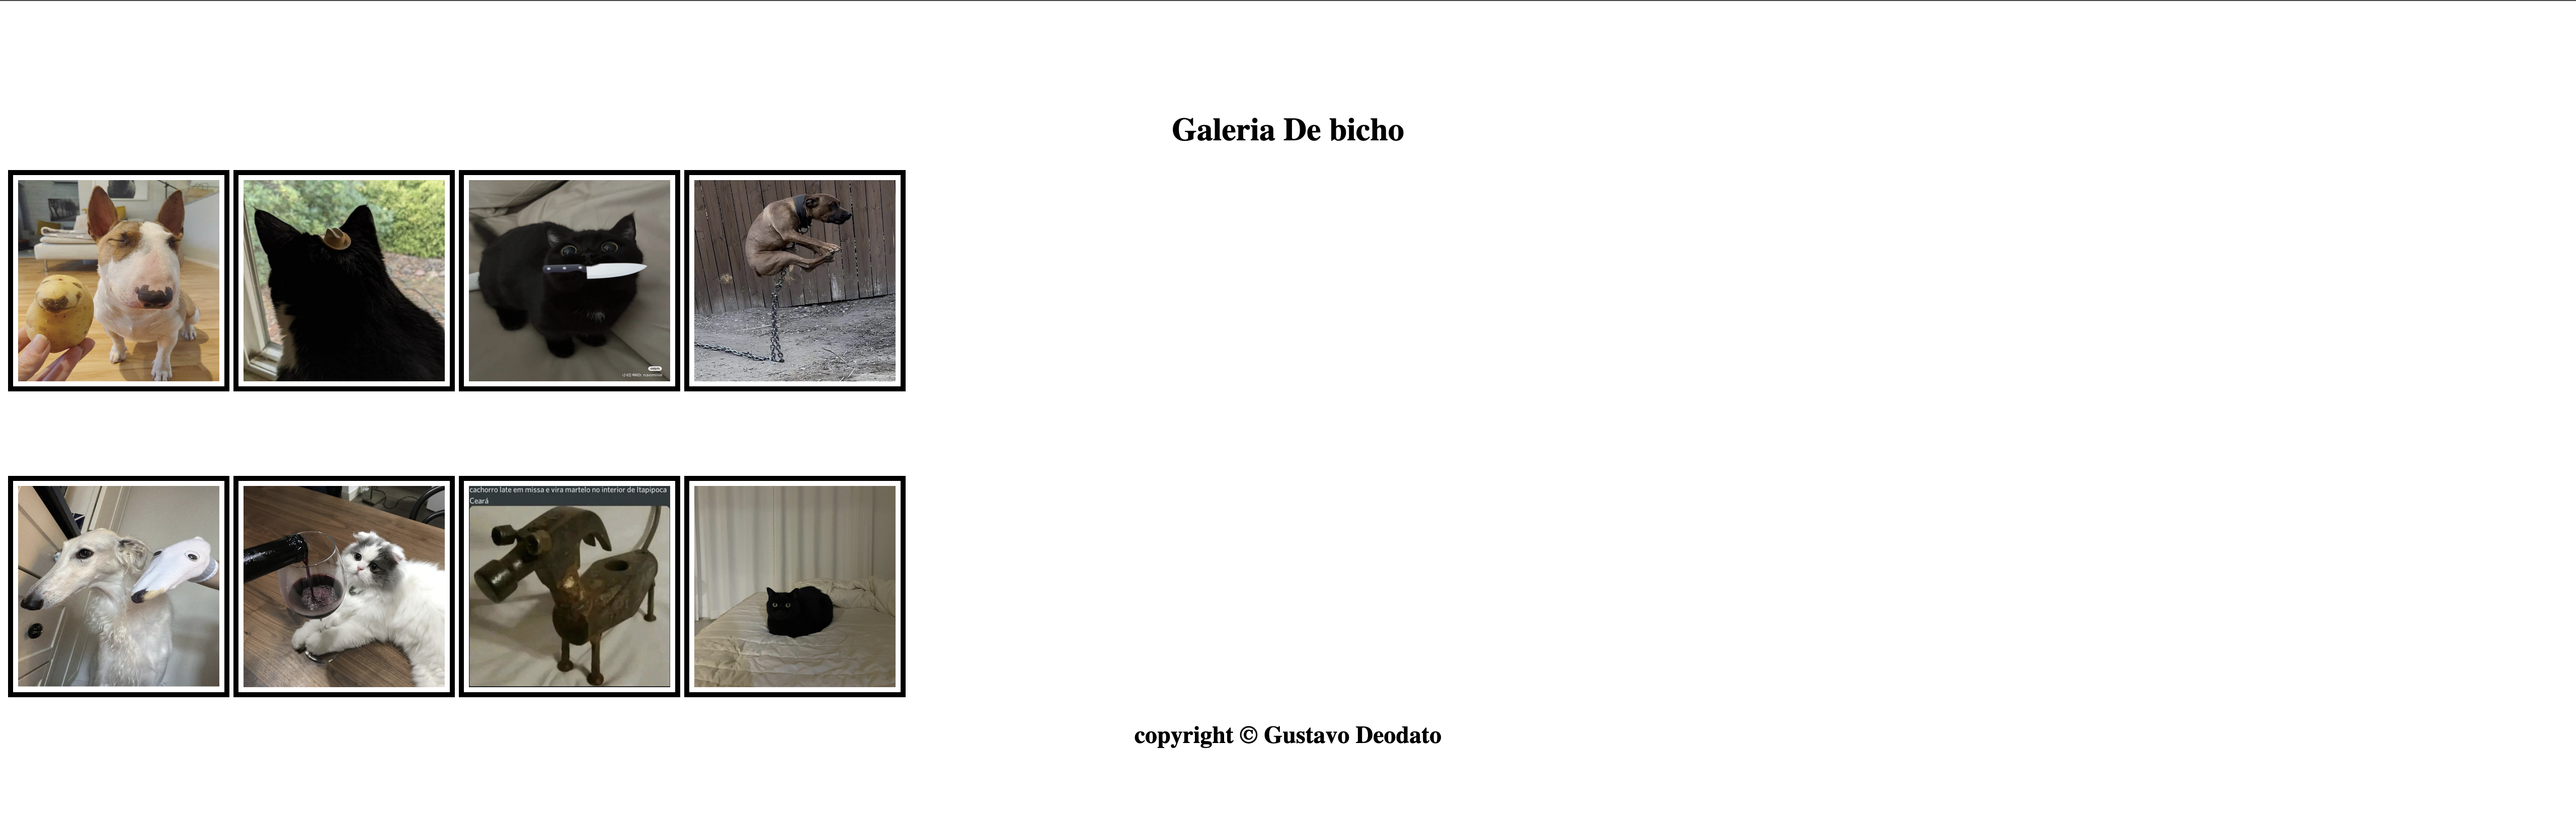 Galeria De bicho
cachorro late em missa e vira martelo no interior de Itapipoca
Ceará
copyright © Gustavo Deodato